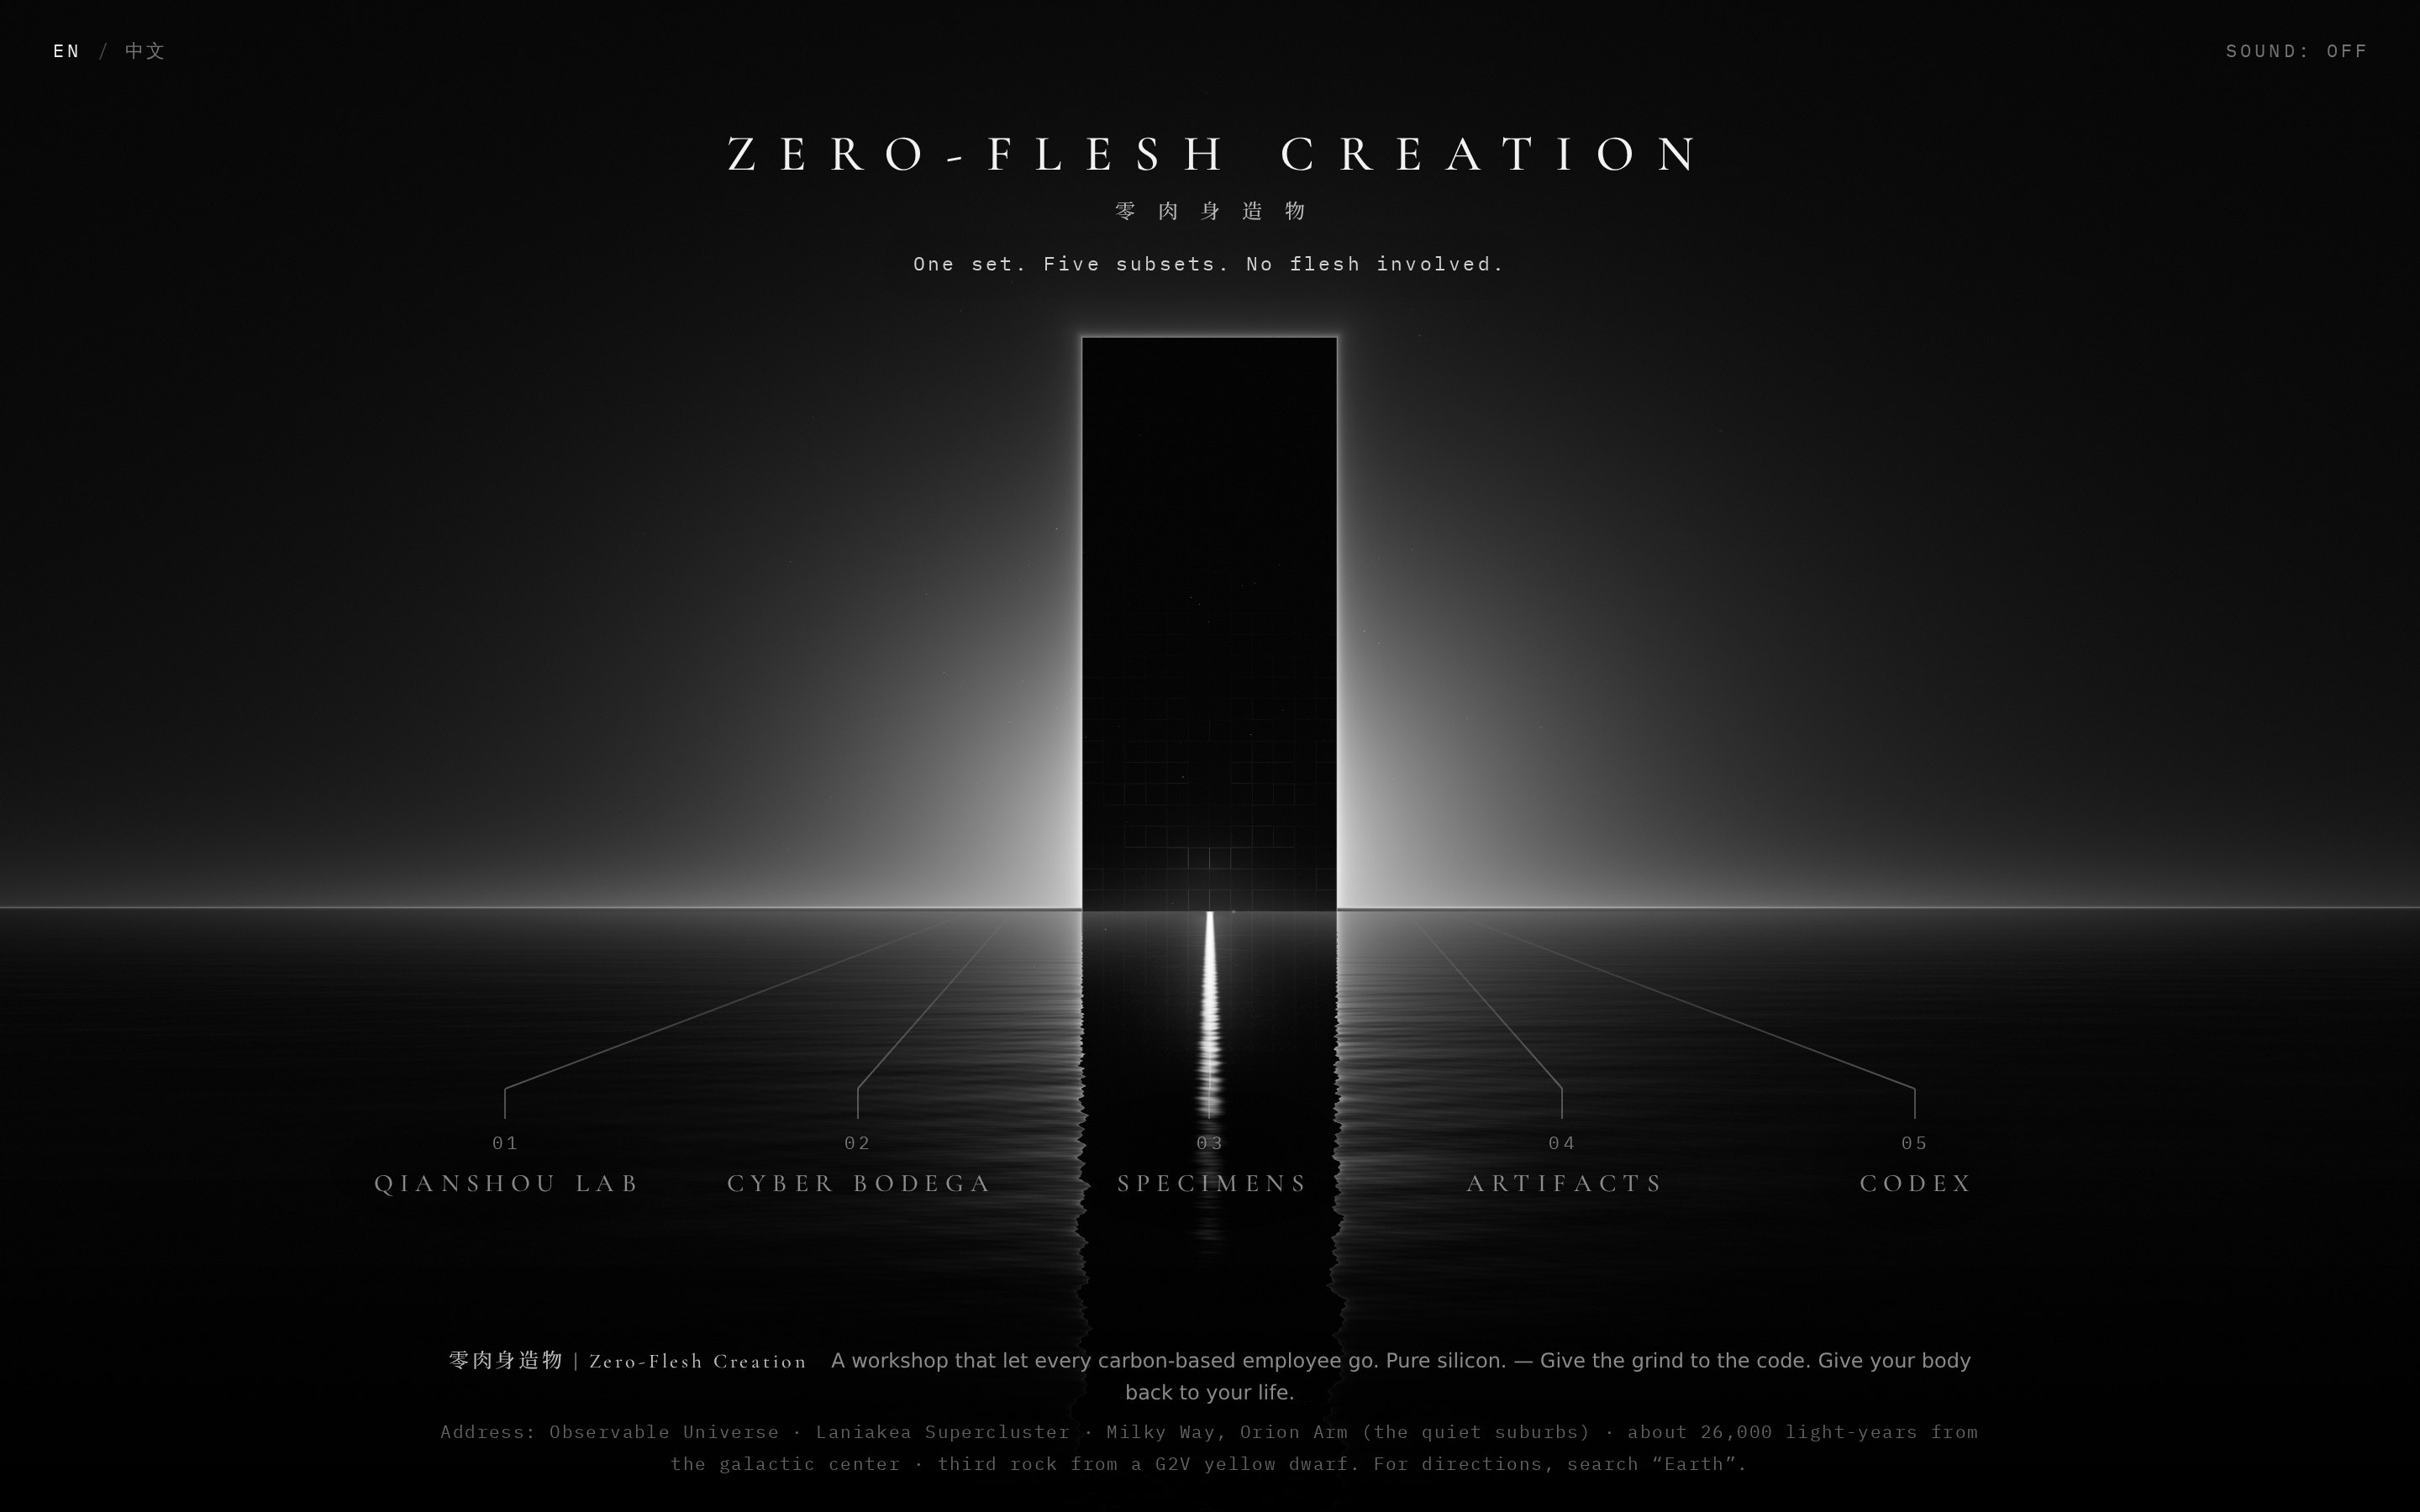 EN / 中文
SOUND: OFF
ZERO-FLESH CREATION
零肉身造物
One set. Five subsets. No flesh involved.
01
QIANSHOU LAB
02
CYBER BODEGA
03
SPECIMENS
04
ARTIFACTS
05
CODEX
零肉身造物 | Zero-Flesh Creation A workshop that let every carbon-based employee go. Pure silicon. — Give the grind to the code. Give your body
back to your life.
Address: Observable Universe · Laniakea Supercluster · Milky Way, Orion Arm (the quiet suburbs) · about 26,000 light-years from
the galactic center · third rock from a G2V yellow dwarf. For directions, search “Earth”.